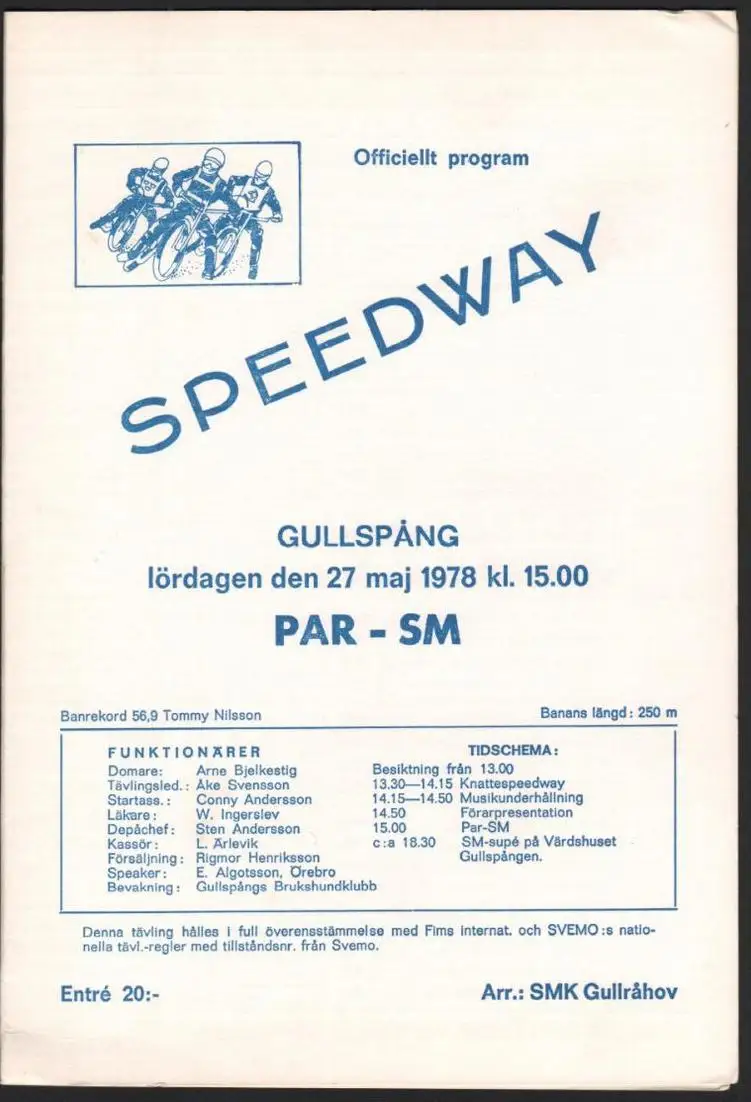 Officiellt program
SPEEDWAY
GULLSPÅNG
lördagen den 27 maj 1978 kl. 15.00
PAR - SM
Banrekord 56,9 Tommy Nilsson
Banans längd: 250 m
FUNKTIONÄRER
Domare: Arne Bjelkestig
Tävlingsled.: Åke Svensson
Startass.: Conny Andersson
Läkare: W. Ingerslev
Depåchef: Sten Andersson
Kassör: L. Ärlevik
Försäljning: Rigmor Henriksson
Speaker: E. Algotsson, Örebro
Bevakning: Gullspångs Brukshundklubb
TIDSCHEMA:
Besiktning från 13.00
13.30—14.15 Knattespeedway
14.15—14.50 Musikunderhållning
14.50 Förarpresentation
15.00 Par-SM
c:a 18.30 SM-supé på Värdshuset
Gullspången.
Denna tävling hålles i full överensstämmelse med Fims internat. och SVEMO:s natio-
nella tävl.-regler med tillståndsnr. från Svemo.
Entré 20:-
Arr.: SMK Gullråhov